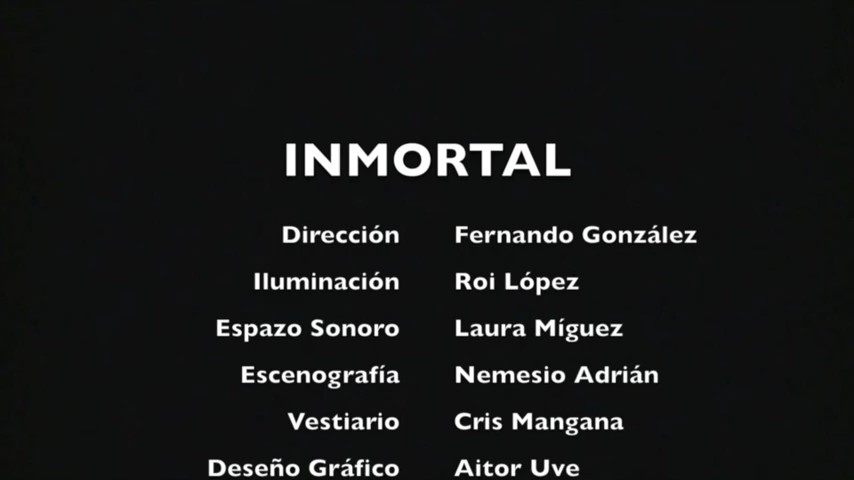 INMORTAL
Dirección Fernando González
Iluminación Roi López
Espazo Sonoro Laura Míguez
Escenografía Nemesio Adrián
Vestiario Cris Mangana
Deseño Gráfico Aitor Uve